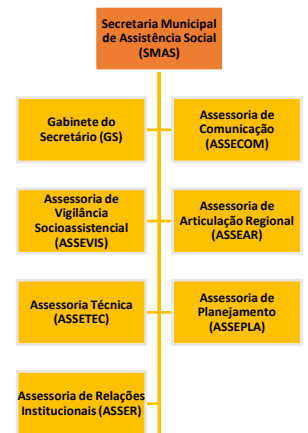 Secretaria Municipal
de Assistência Social
(SMAS)
Gabinete do
Secretário (GS)
Assessoria de
Comunicação
(ASSECOM)
Assessoria de
Vigilância
Socioassistencial
(ASSEVIS)
Assessoria de
Articulação Regional
(ASSEAR)
Assessoria Técnica
(ASSETEC)
Assessoria de
Planejamento
(ASSEPLA)
Assessoria de Relações
Institucionais (ASSER)